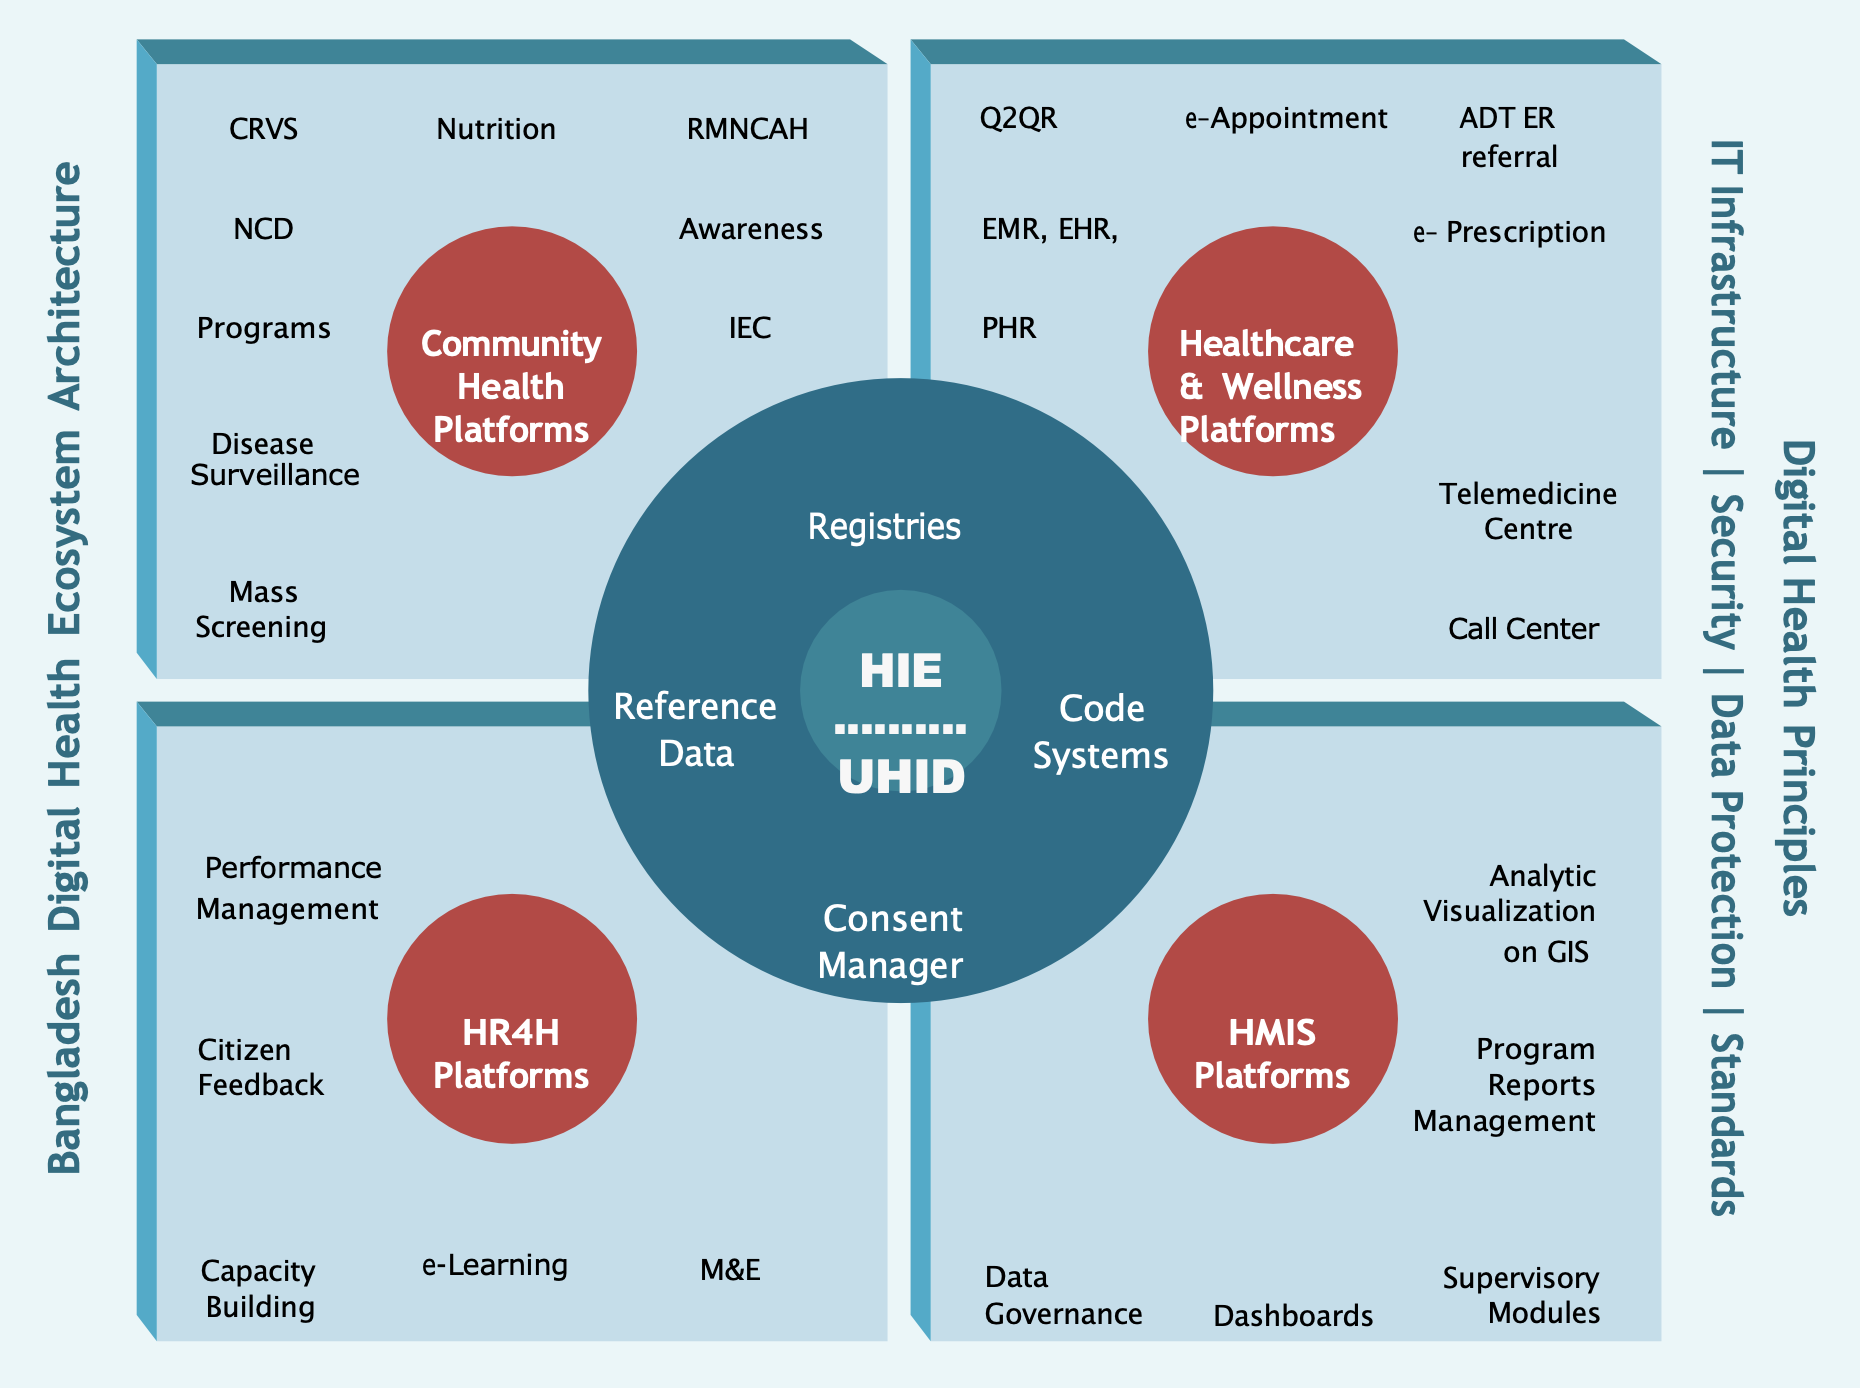 Bangladesh Digital Health Ecosystem Architecture
CRVS
Nutrition
RMNCAH
NCD
Awareness
Programs
IEC
Community
Health
Platforms
Disease
Surveillance
Mass
Screening
Q2QR
e-Appointment
ADT ER
referral
EMR, EHR,
e- Prescription
PHR
Healthcare
& Wellness
Platforms
Telemedicine
Centre
Call Center
Registries
Reference
Data
HIE
..........
UHID
Code
Systems
Consent
Manager
Performance
Management
Citizen
Feedback
HR4H
Platforms
Capacity
Building
e-Learning
M&E
Analytic
Visualization
on GIS
HMIS
Platforms
Program
Reports
Management
Data
Governance
Dashboards
Supervisory
Modules
Digital Health Principles
IT Infrastructure | Security | Data Protection | Standards